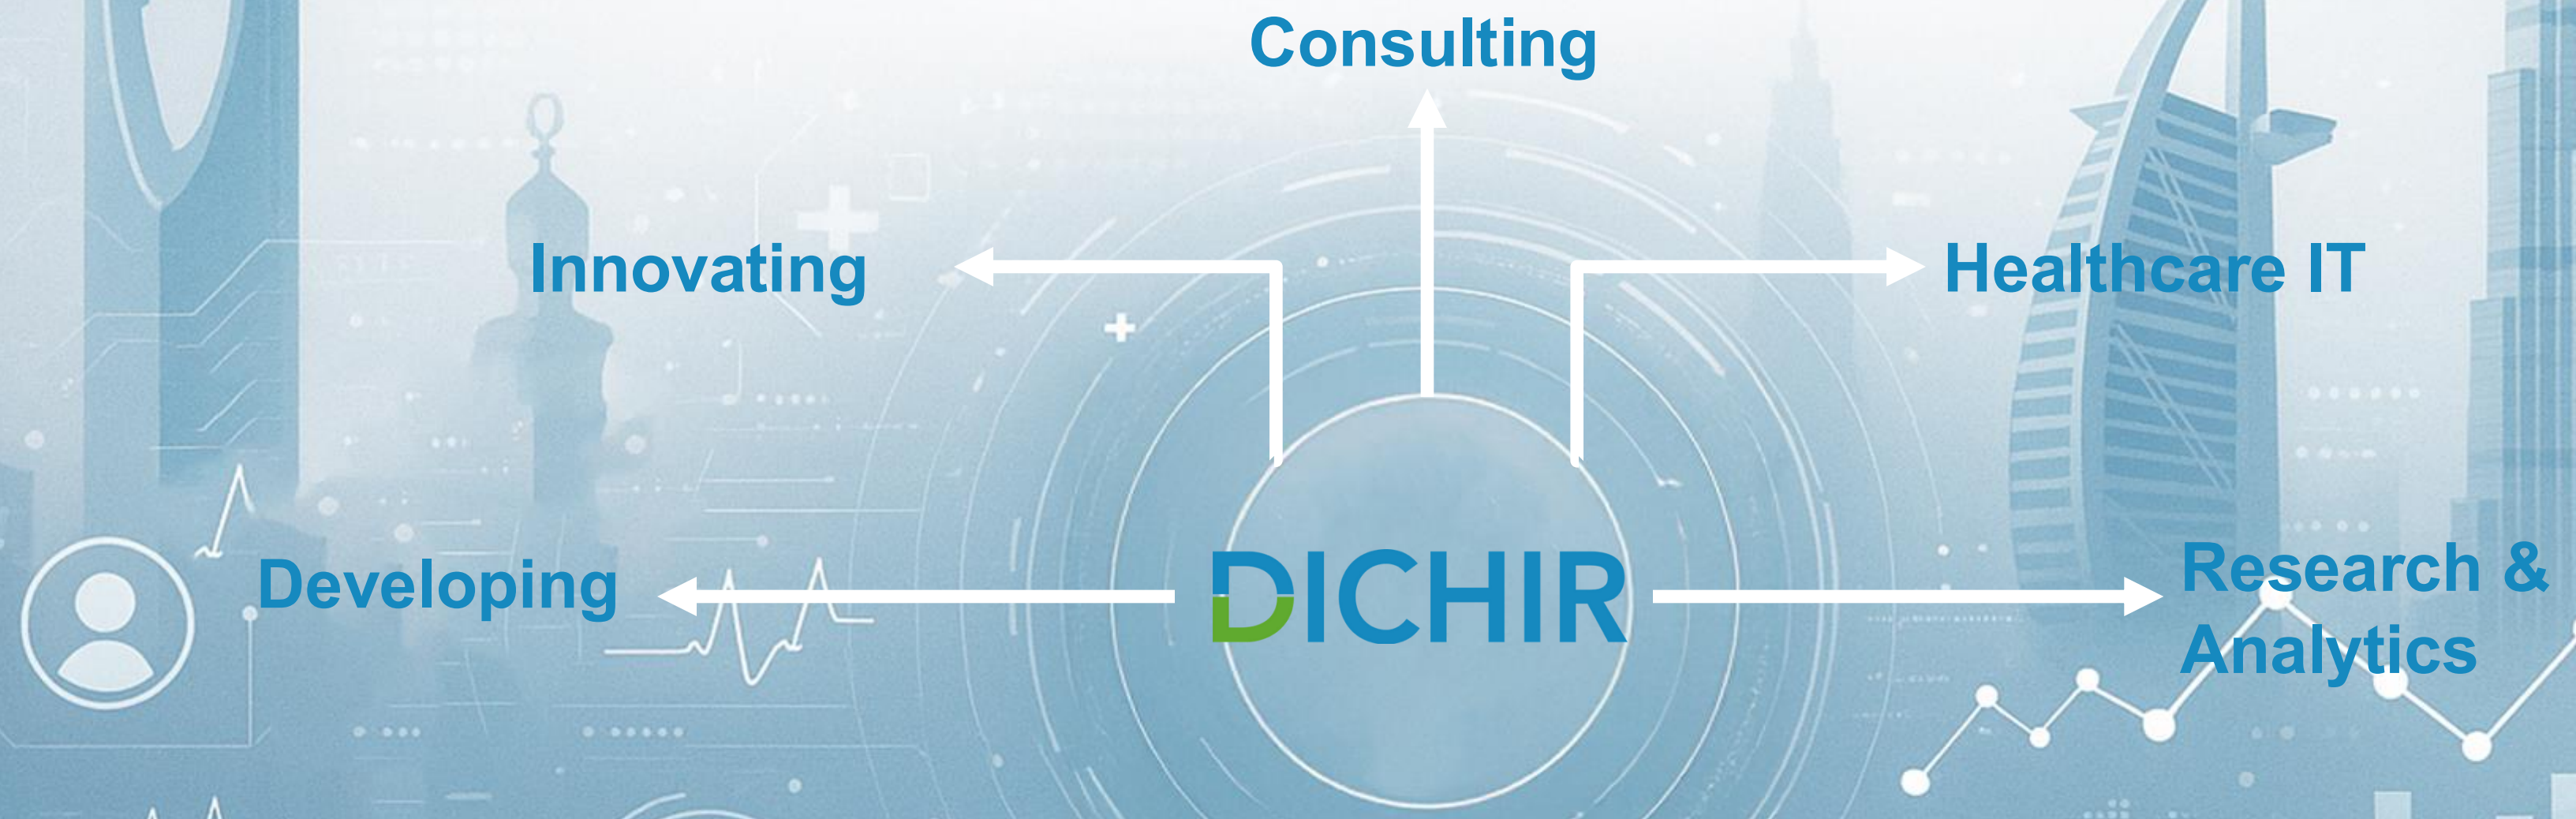 Consulting
Innovating
Healthcare IT
Developing
DICHIR
Research &
Analytics